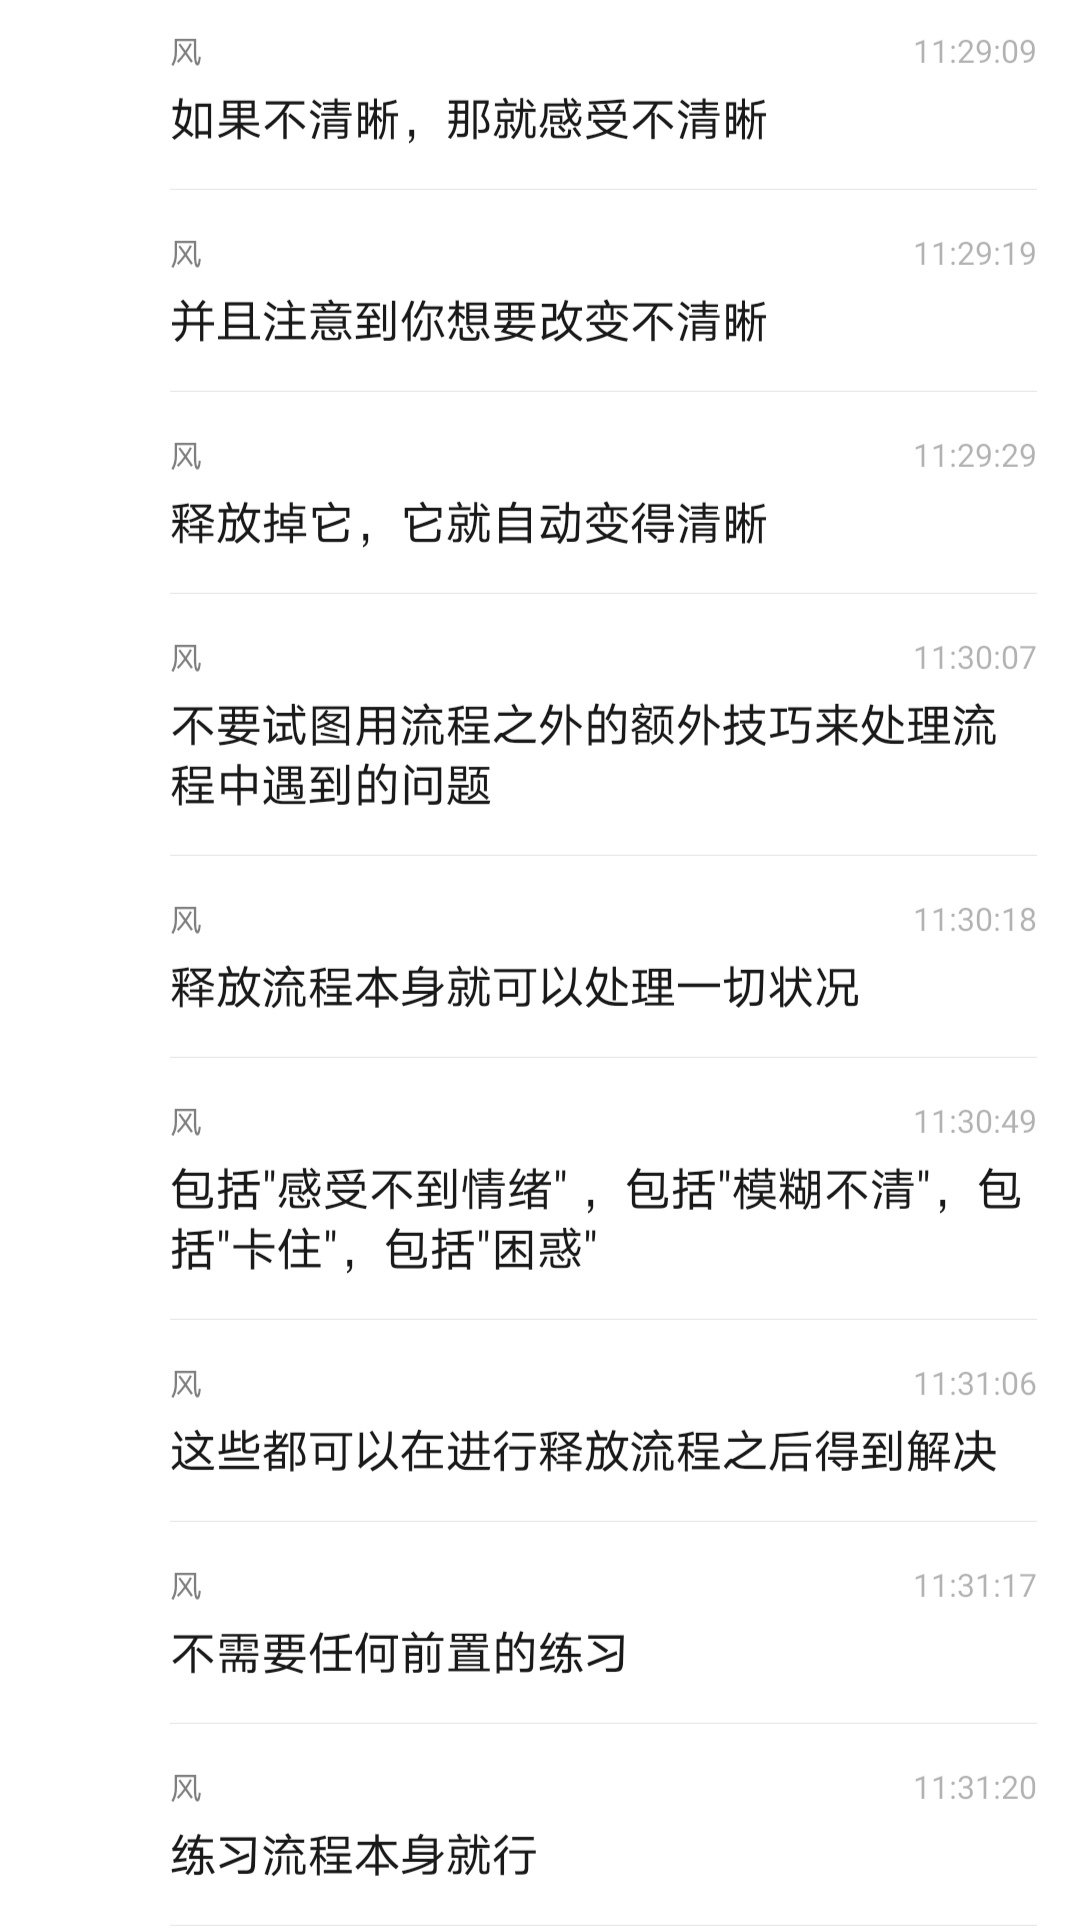 风 11:29:09
如果不清晰，那就感受不清晰
风 11:29:19
并且注意到你想要改变不清晰
风 11:29:29
释放掉它，它就自动变得清晰
风 11:30:07
不要试图用流程之外的额外技巧来处理流
程中遇到的问题
风 11:30:18
释放流程本身就可以处理一切状况
风 11:30:49
包括"感受不到情绪" ，包括"模糊不清"，包
括"卡住"，包括"困惑"
风 11:31:06
这些都可以在进行释放流程之后得到解决
风 11:31:17
不需要任何前置的练习
风 11:31:20
练习流程本身就行